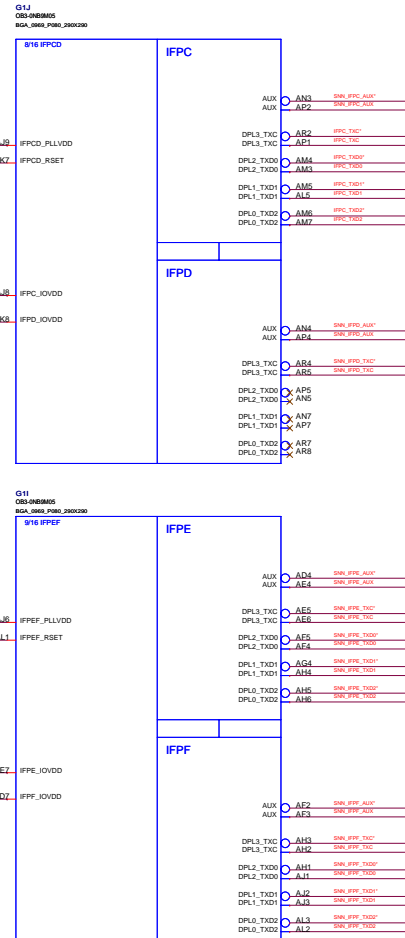 G1J
OB3-0NB9M05
BGA_0969_P080_290X290
8/16 IFPCD
IFPC
AUX AN3 SNN_IFPC_AUX*
AUX AP2 SNN_IFPC_AUX
DPL3_TXC AR2 IFPC_TXC*
J9 IFPCD_PLLVDD DPL3_TXC AP1 IFPC_TXC
K7 IFPCD_RSET DPL2_TXD0 AM4 IFPC_TXD0*
DPL2_TXD0 AM3 IFPC_TXD0
DPL1_TXD1 AM5 IFPC_TXD1*
DPL1_TXD1 AL5 IFPC_TXD1
DPL0_TXD2 AM6 IFPC_TXD2*
DPL0_TXD2 AM7 IFPC_TXD2
IFPD
J8 IFPC_IOVDD
K8 IFPD_IOVDD
AUX AN4 SNN_IFPD_AUX*
AUX AP4 SNN_IFPD_AUX
DPL3_TXC AR4 SNN_IFPD_TXC*
DPL3_TXC AR5 SNN_IFPD_TXC
DPL2_TXD0 AP5
DPL2_TXD0 AN5
DPL1_TXD1 AN7
DPL1_TXD1 AP7
DPL0_TXD2 AR7
DPL0_TXD2 AR8
G1I
OB3-0NB9M05
BGA_0969_P080_290X290
9/16 IFPEF
IFPE
AUX AD4 SNN_IFPE_AUX*
AUX AE4 SNN_IFPE_AUX
DPL3_TXC AE5 SNN_IFPE_TXC*
J6 IFPEF_PLLVDD DPL3_TXC AE6 SNN_IFPE_TXC
L1 IFPEF_RSET DPL2_TXD0 AF5 SNN_IFPE_TXD0*
DPL2_TXD0 AF4 SNN_IFPE_TXD0
DPL1_TXD1 AG4 SNN_IFPE_TXD1*
DPL1_TXD1 AH4 SNN_IFPE_TXD1
DPL0_TXD2 AH5 SNN_IFPE_TXD2*
DPL0_TXD2 AH6 SNN_IFPE_TXD2
IFPF
E7 IFPE_IOVDD
D7 IFPF_IOVDD
AUX AF2 SNN_IFPF_AUX*
AUX AF3 SNN_IFPF_AUX
DPL3_TXC AH3 SNN_IFPF_TXC*
DPL3_TXC AH2 SNN_IFPF_TXC
DPL2_TXD0 AH1 SNN_IFPF_TXD0*
DPL2_TXD0 AJ1 SNN_IFPF_TXD0
DPL1_TXD1 AJ2 SNN_IFPF_TXD1*
DPL1_TXD1 AJ3 SNN_IFPF_TXD1
DPL0_TXD2 AL3 SNN_IFPF_TXD2*
DPL0_TXD2 AL2 SNN_IFPF_TXD2